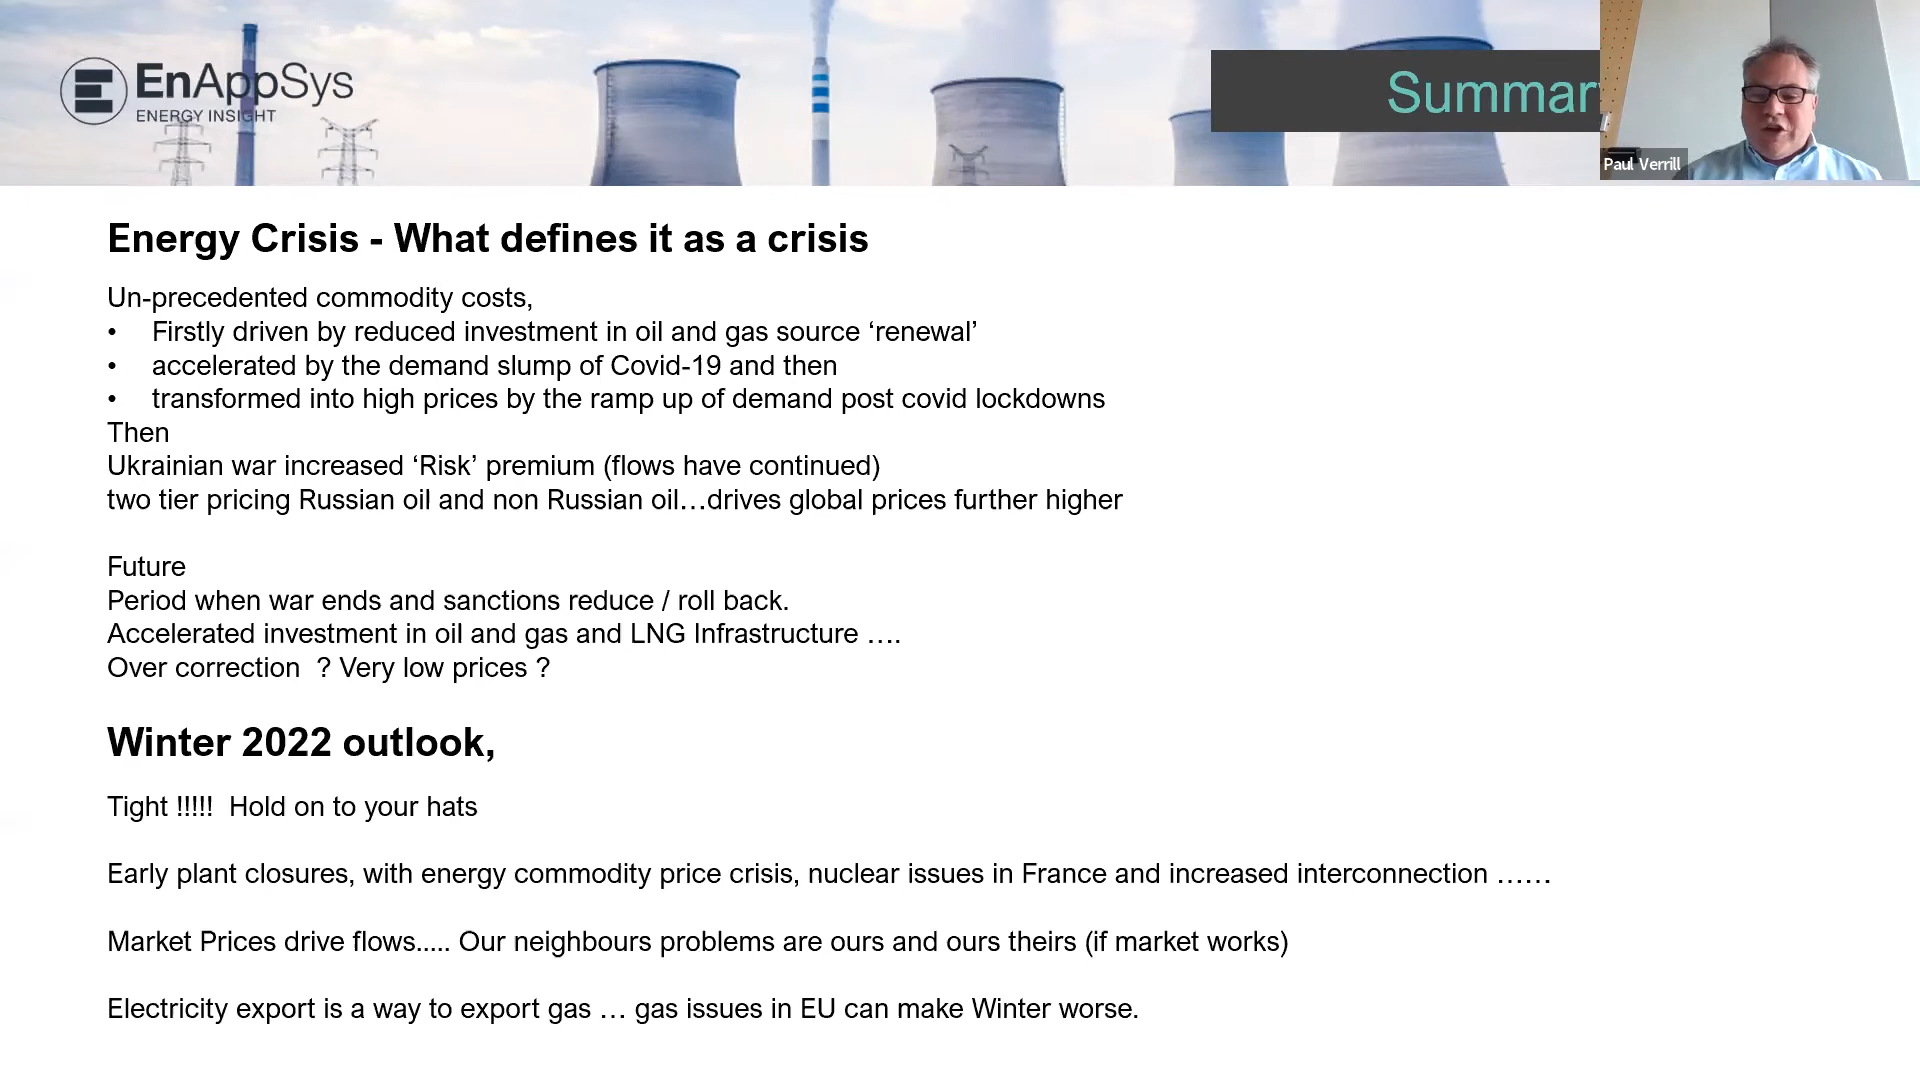 EnAppSys
ENERGY INSIGHT
Summary
Paul Verrill
Energy Crisis - What defines it as a crisis
Un-precedented commodity costs,
• Firstly driven by reduced investment in oil and gas source ‘renewal’
• accelerated by the demand slump of Covid-19 and then
• transformed into high prices by the ramp up of demand post covid lockdowns
Then
Ukrainian war increased ‘Risk’ premium (flows have continued)
two tier pricing Russian oil and non Russian oil…drives global prices further higher
Future
Period when war ends and sanctions reduce / roll back.
Accelerated investment in oil and gas and LNG Infrastructure ….
Over correction  ? Very low prices ?
Winter 2022 outlook,
Tight !!!!!  Hold on to your hats
Early plant closures, with energy commodity price crisis, nuclear issues in France and increased interconnection ……
Market Prices drive flows..... Our neighbours problems are ours and ours theirs (if market works)
Electricity export is a way to export gas … gas issues in EU can make Winter worse.